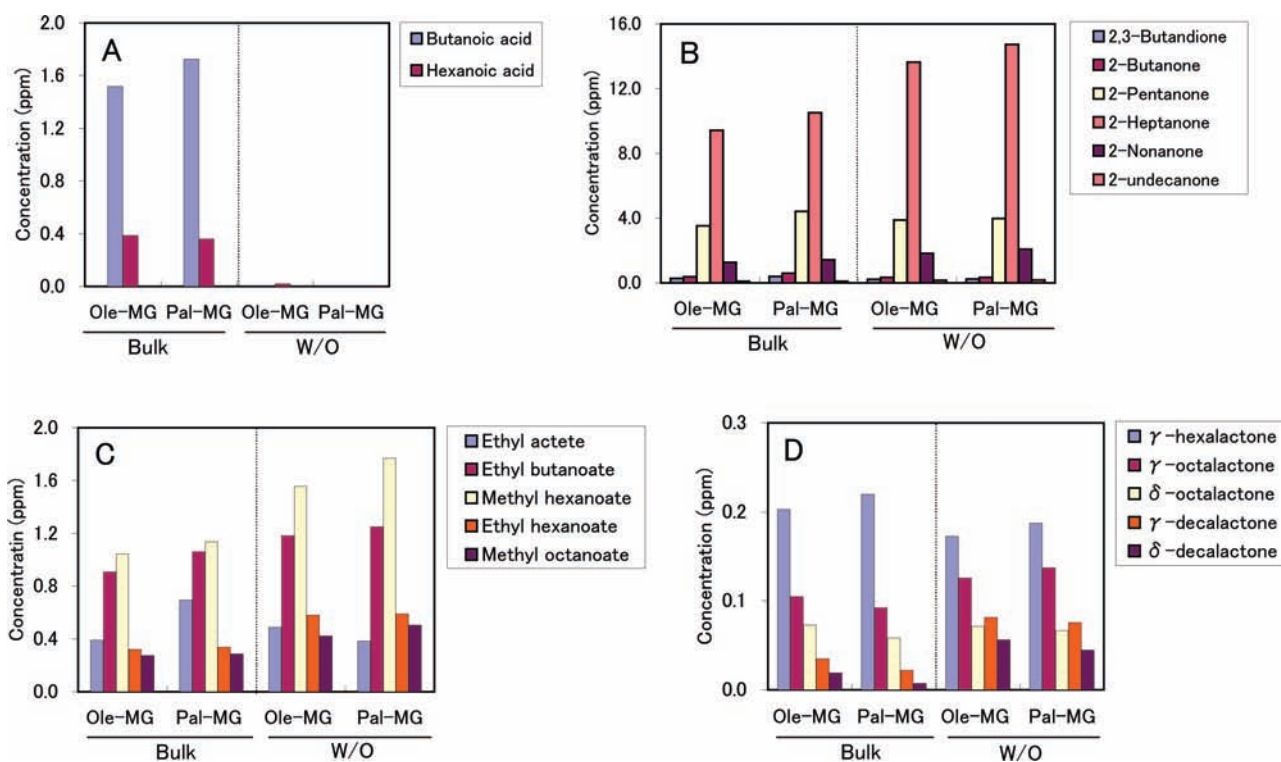 A
Concentration (ppm)
2.0
1.6
1.2
0.8
0.4
0.0
Butanoic acid
Hexanoic acid
Ole-MG Pal-MG Ole-MG Pal-MG
Bulk W/O
B
Concentration (ppm)
16.0
12.0
8.0
4.0
0.0
2,3-Butandione
2-Butanone
2-Pentanone
2-Heptanone
2-Nonanone
2-undecanone
Ole-MG Pal-MG Ole-MG Pal-MG
Bulk W/O
C
Concentratin (ppm)
2.0
1.6
1.2
0.8
0.4
0.0
Ethyl actete
Ethyl butanoate
Methyl hexanoate
Ethyl hexanoate
Methyl octanoate
Ole-MG Pal-MG Ole-MG Pal-MG
Bulk W/O
D
Concentration (ppm)
0.3
0.2
0.1
0.0
γ-hexalactone
γ-octalactone
δ-octalactone
γ-decalactone
δ-decalactone
Ole-MG Pal-MG Ole-MG Pal-MG
Bulk W/O